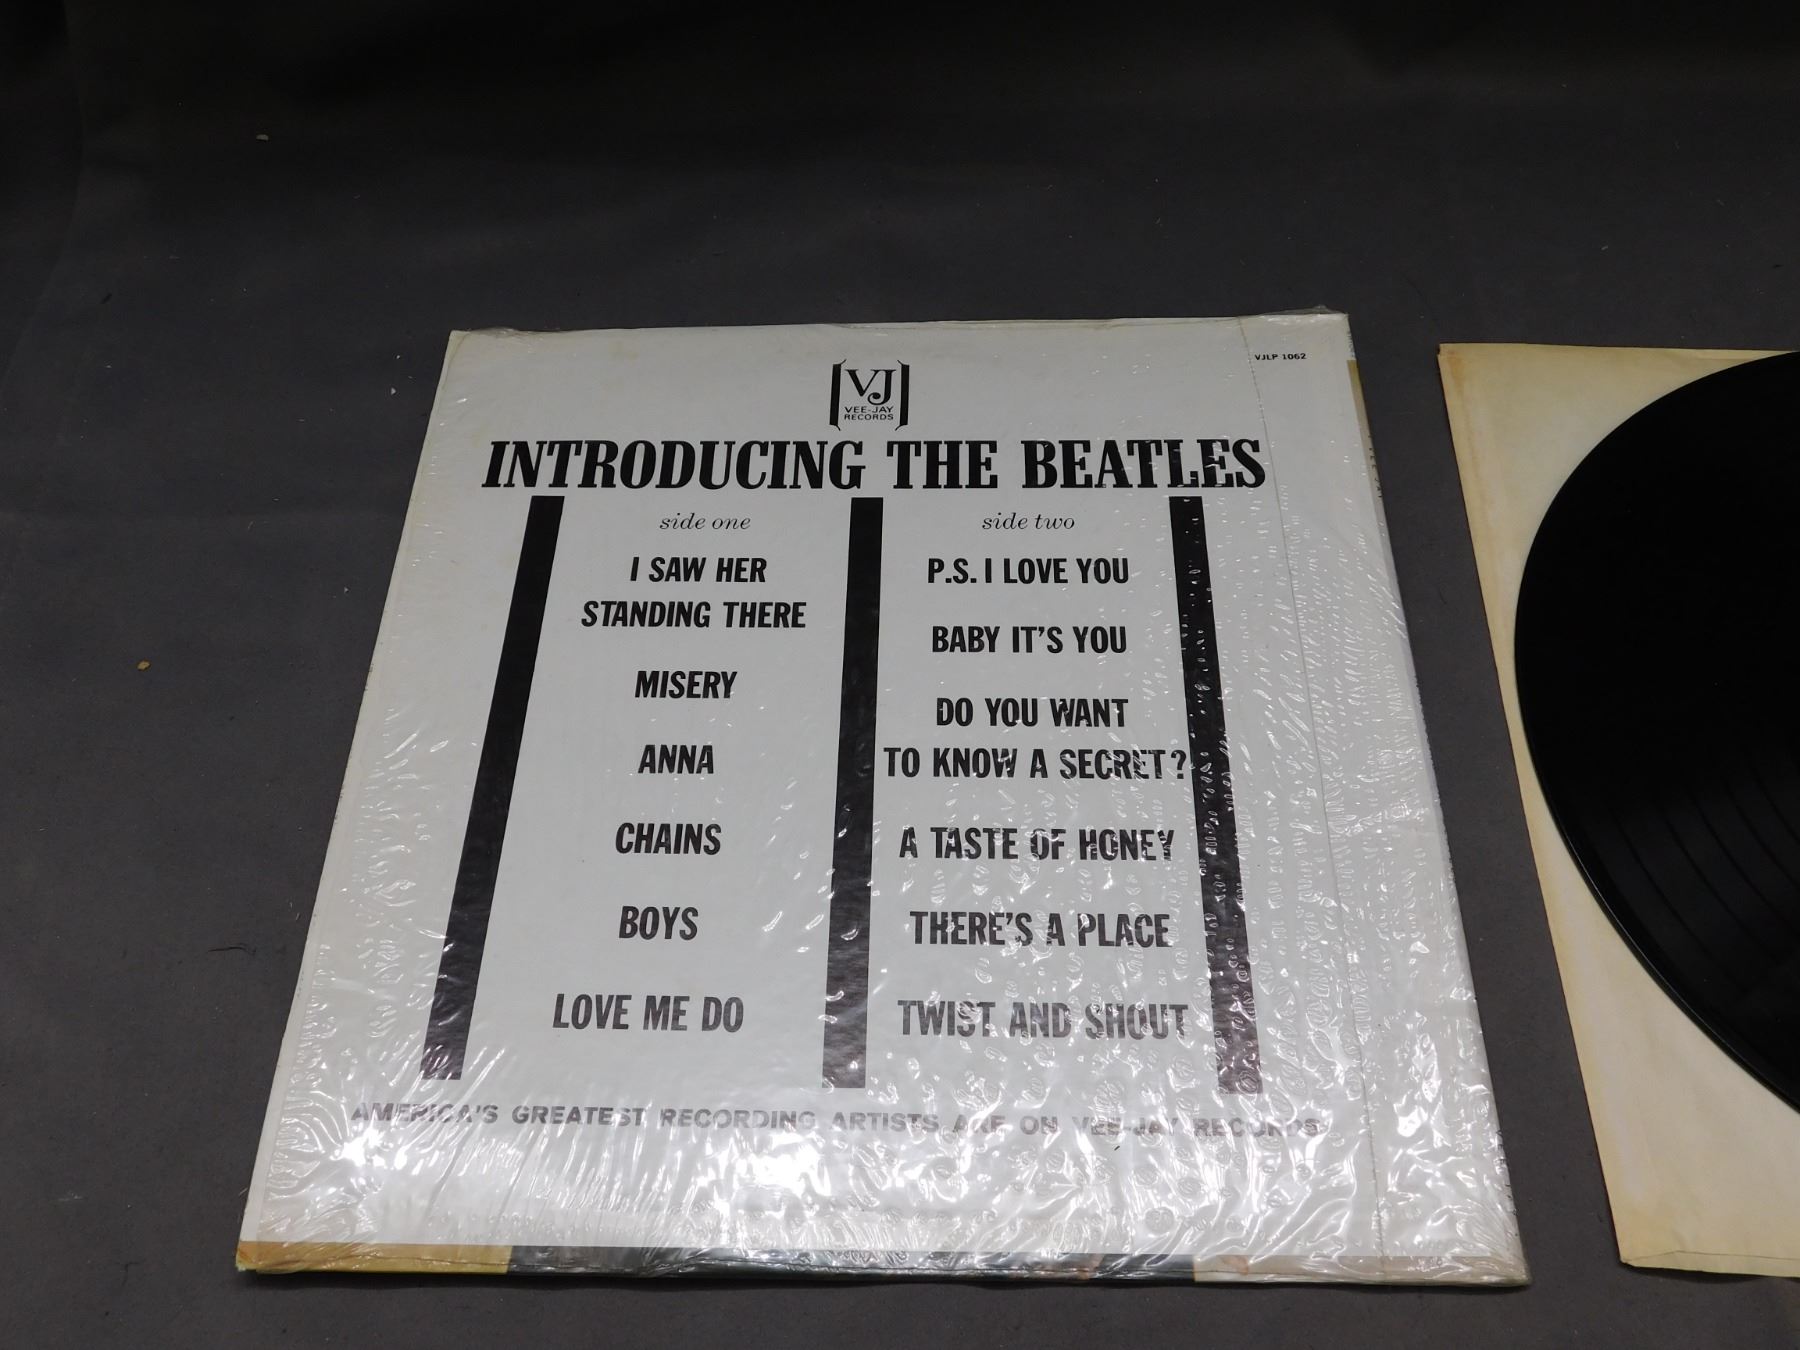 VJLP 1062
VJ
VEE-JAY
RECORDS
INTRODUCING THE BEATLES
side one
I SAW HER
STANDING THERE
MISERY
ANNA
CHAINS
BOYS
LOVE ME DO
side two
P.S. I LOVE YOU
BABY IT'S YOU
DO YOU WANT
TO KNOW A SECRET?
A TASTE OF HONEY
THERE'S A PLACE
TWIST AND SHOUT
AMERICA'S GREATEST RECORDING ARTISTS ARE ON VEE-JAY RECORDS